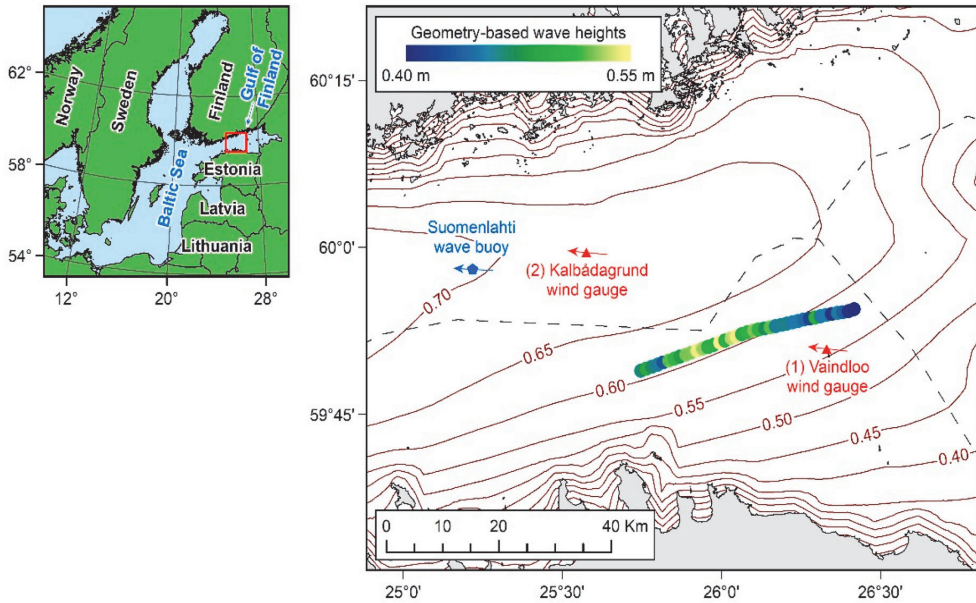 62°
58°
54°
12°
20°
28°
Norway
Sweden
Finland
Gulf of
Finland
Estonia
Baltic Sea
Latvia
Lithuania
Geometry-based wave heights
0.40 m
0.55 m
60°15'
60°0'
59°45'
Suomenlahti
wave buoy
(2) Kalbådagrund
wind gauge
(1) Vaindloo
wind gauge
0.70
0.65
0.60
0.55
0.50
0.45
0.40
0 10 20 40 Km
25°0'
25°30'
26°0'
26°30'